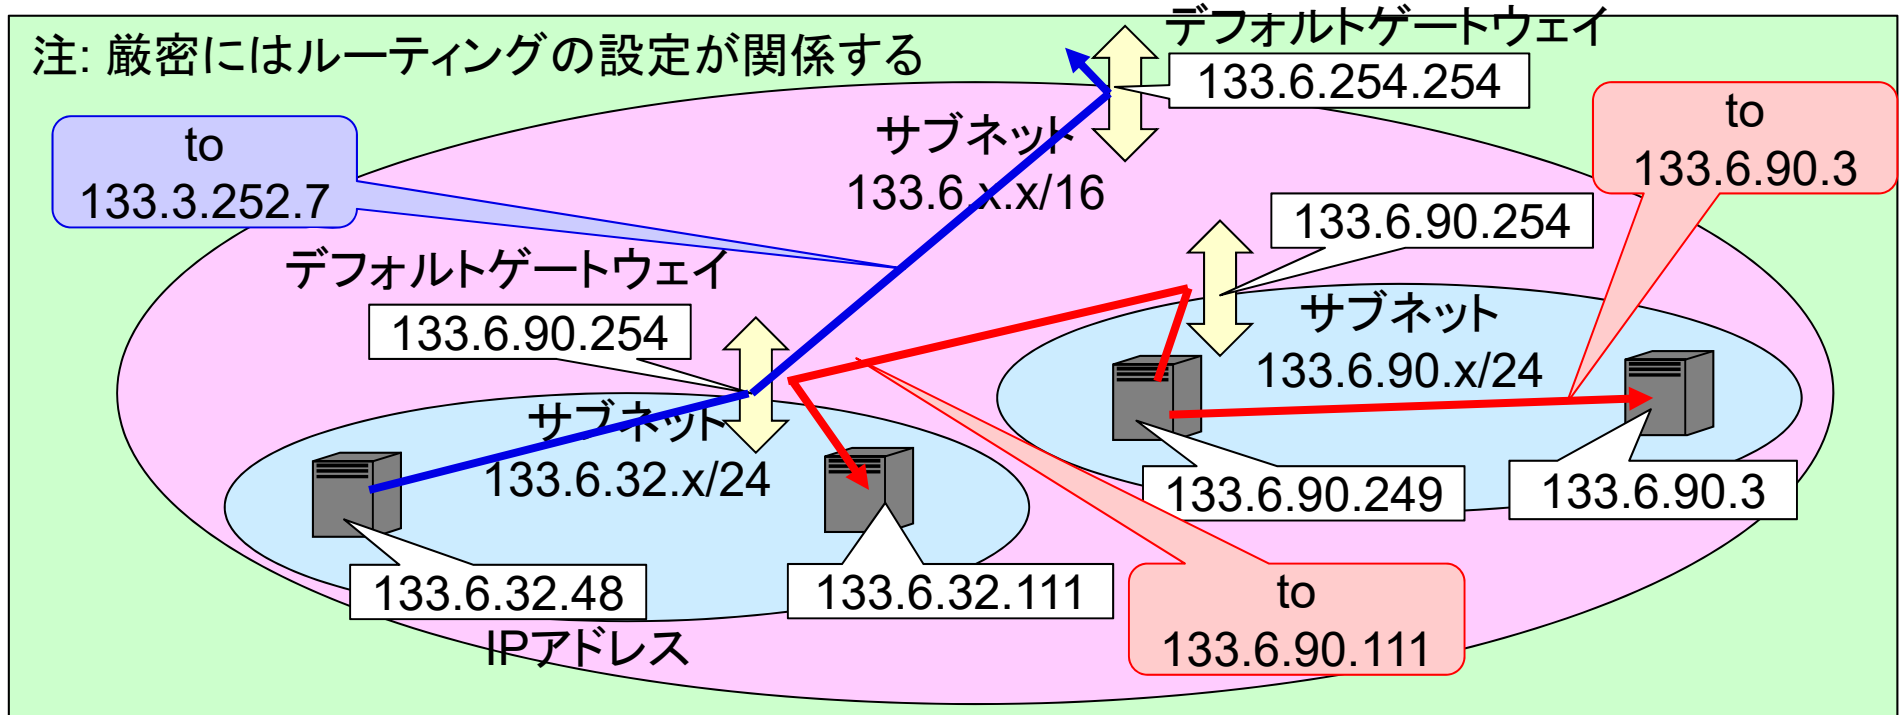 デフォルトゲートウェイ
注: 厳密にはルーティングの設定が関係する
133.6.254.254
to
133.6.90.3
to
133.3.252.7
サブネット
133.6.x.x/16
133.6.90.254
デフォルトゲートウェイ
133.6.90.254
サブネット
133.6.90.x/24
サブネット
133.6.32.x/24
133.6.90.249
133.6.90.3
133.6.32.48
133.6.32.111
to
133.6.90.111
IPアドレス